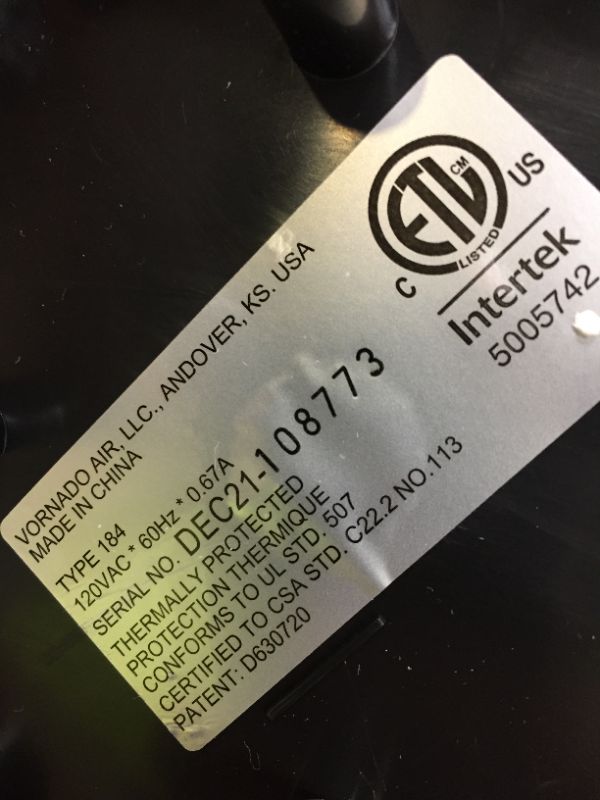 VORNADO AIR, LLC., ANDOVER, KS. USA
MADE IN CHINA
TYPE 184
120VAC * 60Hz * 0.67A
SERIAL NO. DEC21-108773
THERMALLY PROTECTED
PROTECTION THERMIQUE
CONFORMS TO UL STD. 507
CERTIFIED TO CSA STD. C22.2 NO.113
PATENT: D630720
ETL CM
C US
LISTED
Intertek
5005742